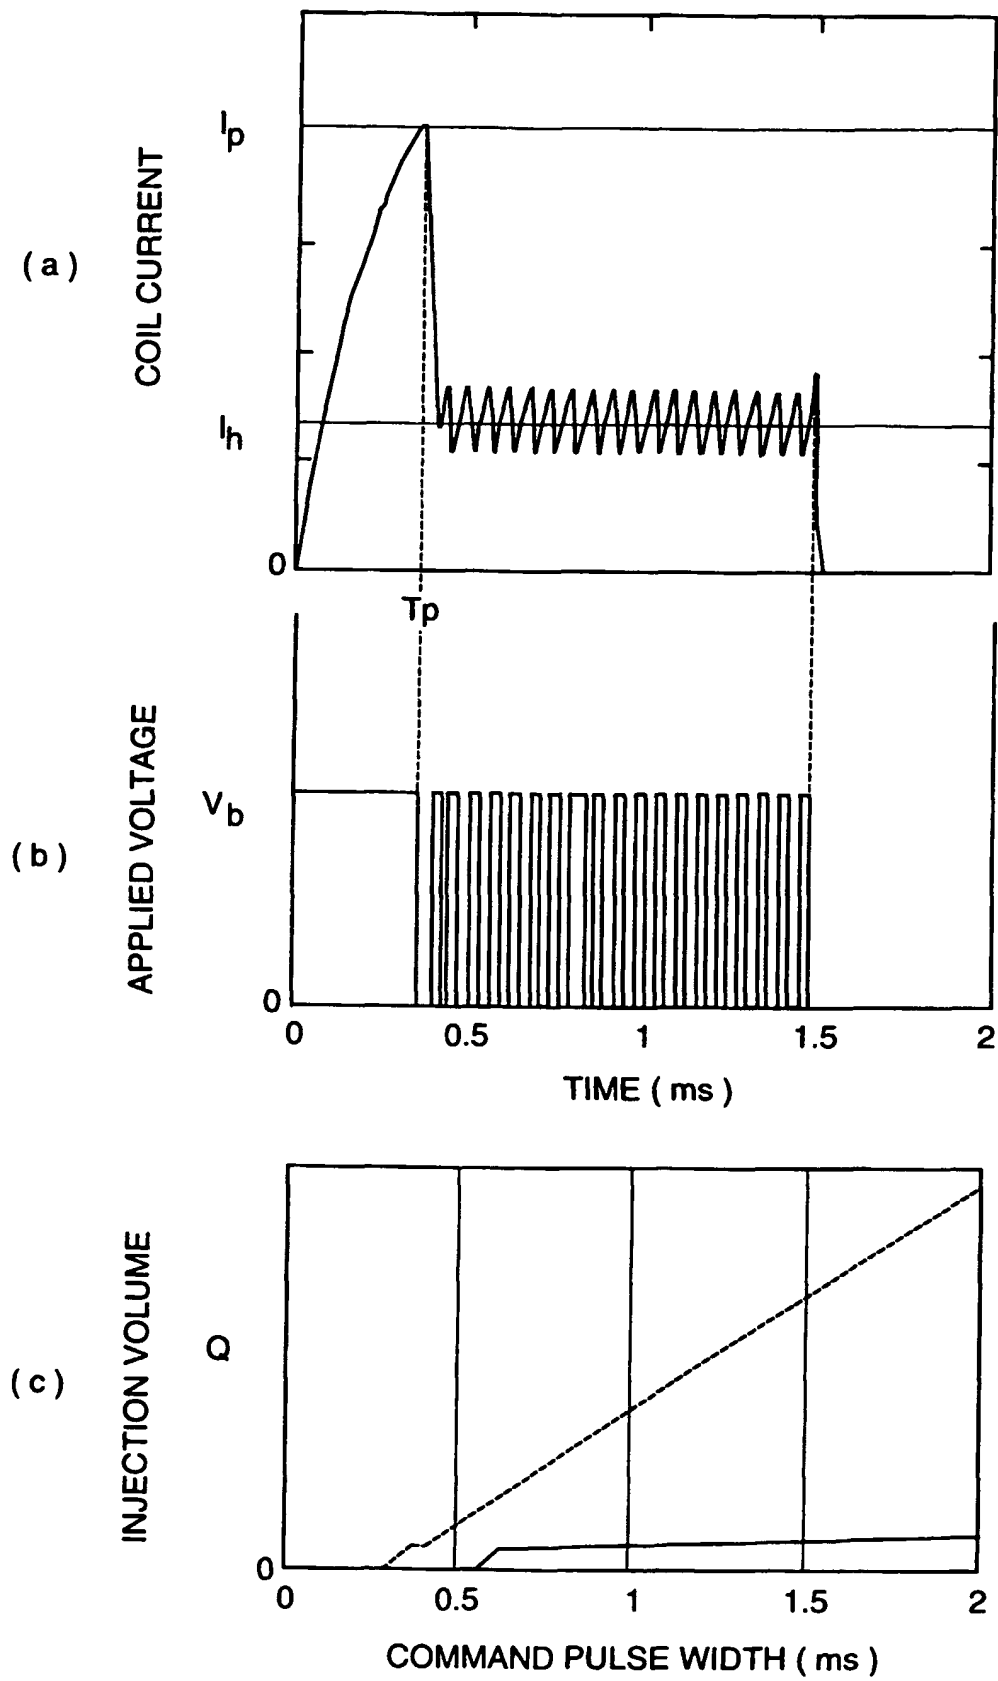 (a)
COIL CURRENT
Ip
Ih
0
Tp
(b)
APPLIED VOLTAGE
Vb
0
0 0.5 1 1.5 2
TIME ( ms )
(c)
INJECTION VOLUME
Q
0
0 0.5 1 1.5 2
COMMAND PULSE WIDTH ( ms )